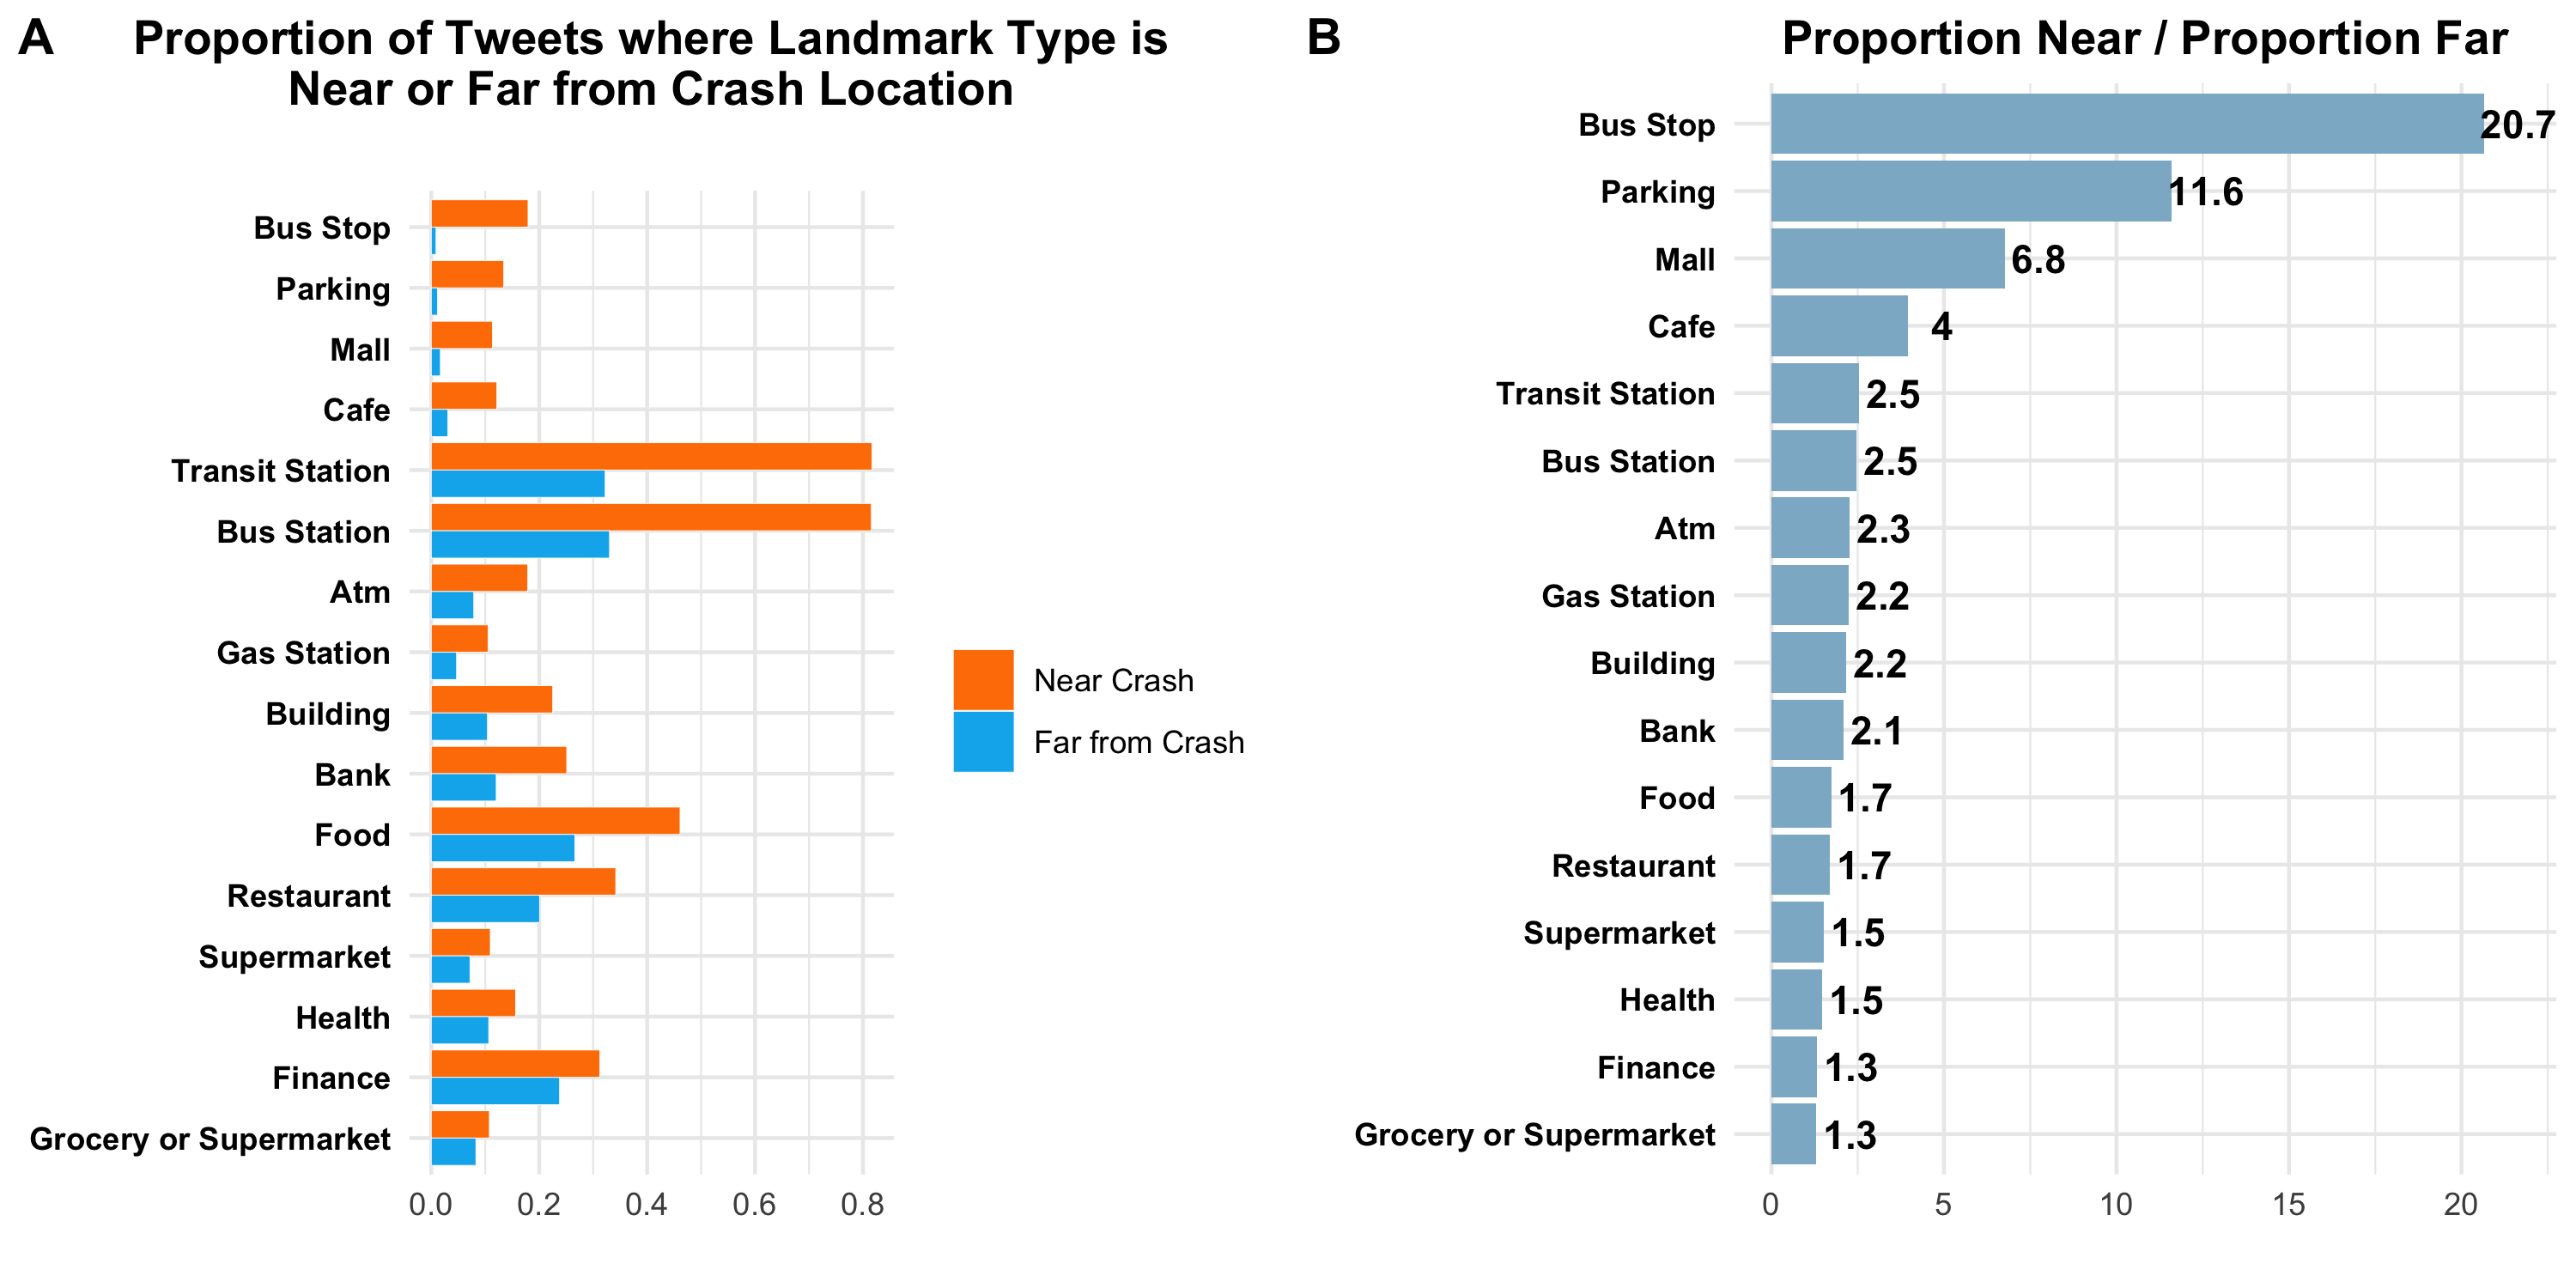 A
Proportion of Tweets where Landmark Type is
Near or Far from Crash Location
Bus Stop
Parking
Mall
Cafe
Transit Station
Bus Station
Atm
Gas Station
Building
Bank
Food
Restaurant
Supermarket
Health
Finance
Grocery or Supermarket
0.0 0.2 0.4 0.6 0.8
Near Crash
Far from Crash
B
Proportion Near / Proportion Far
Bus Stop 20.7
Parking 11.6
Mall 6.8
Cafe 4
Transit Station 2.5
Bus Station 2.5
Atm 2.3
Gas Station 2.2
Building 2.2
Bank 2.1
Food 1.7
Restaurant 1.7
Supermarket 1.5
Health 1.5
Finance 1.3
Grocery or Supermarket 1.3
0 5 10 15 20